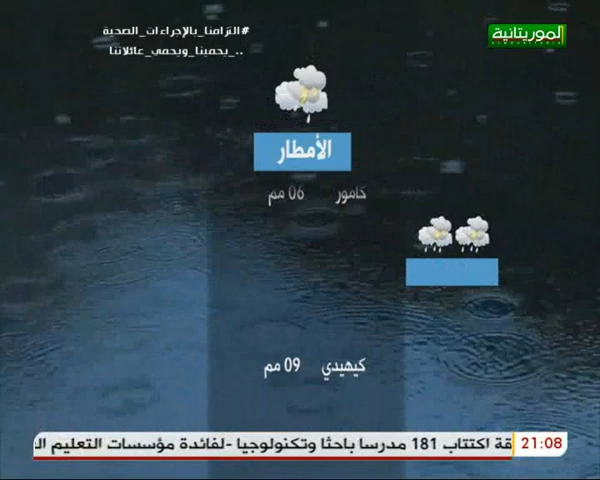 #التزامنا_بالإجراءات_الصحية
.._يحمينا_ويحمي_عائلاتنا
الموريتانية
الأمطار
كامور 06 مم
كيهيدي 09 مم
21:08
قة اكتتاب 181 مدرسا باحثا وتكنولوجيا -لفائدة مؤسسات التعليم ال